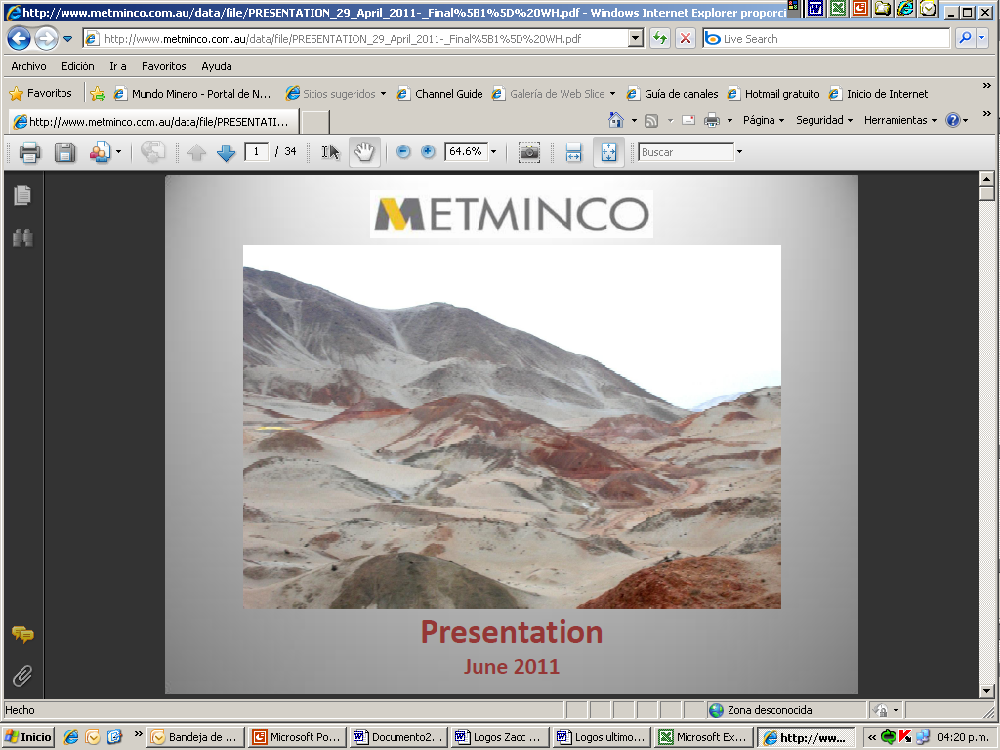 http://www.metminco.com.au/data/file/PRESENTATION_29_April_2011-_Final%5B1%5D%20WH.pdf - Windows Internet Explorer proporci
http://www.metminco.com.au/data/file/PRESENTATION_29_April_2011-_Final%5B1%5D%20WH.pdf
Live Search
Archivo Edición Ir a Favoritos Ayuda
Favoritos Mundo Minero - Portal de N... Sitios sugeridos Channel Guide Galería de Web Slice Guía de canales Hotmail gratuito Inicio de Internet
http://www.metminco.com.au/data/file/PRESENTATI... Página Seguridad Herramientas
1 / 34 64.6% Buscar
METMINCO
Presentation
June 2011
Hecho Zona desconocida
Inicio Bandeja de ... Microsoft Po... Documento2... Logos Zacc ... Logos ultimo... Microsoft Ex... http://ww... 04:20 p.m.